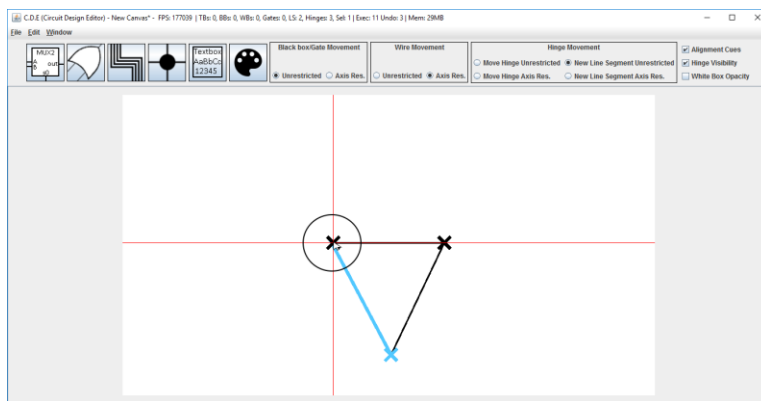 C.D.E (Circuit Design Editor) - New Canvas* - FPS: 177039 | TBs: 0, BBs: 0, WBs: 0, Gates: 0, LS: 2, Hinges: 3, Sel: 1 | Exec: 11 Undo: 3 | Mem: 29MB
File Edit Window
MUX2
A
B
out
s0
Textbox
AaBbCc
12345
Black box/Gate Movement
Unrestricted Axis Res.
Wire Movement
Unrestricted Axis Res.
Hinge Movement
Move Hinge Unrestricted New Line Segment Unrestricted
Move Hinge Axis Res. New Line Segment Axis Res.
Alignment Cues
Hinge Visibility
White Box Opacity